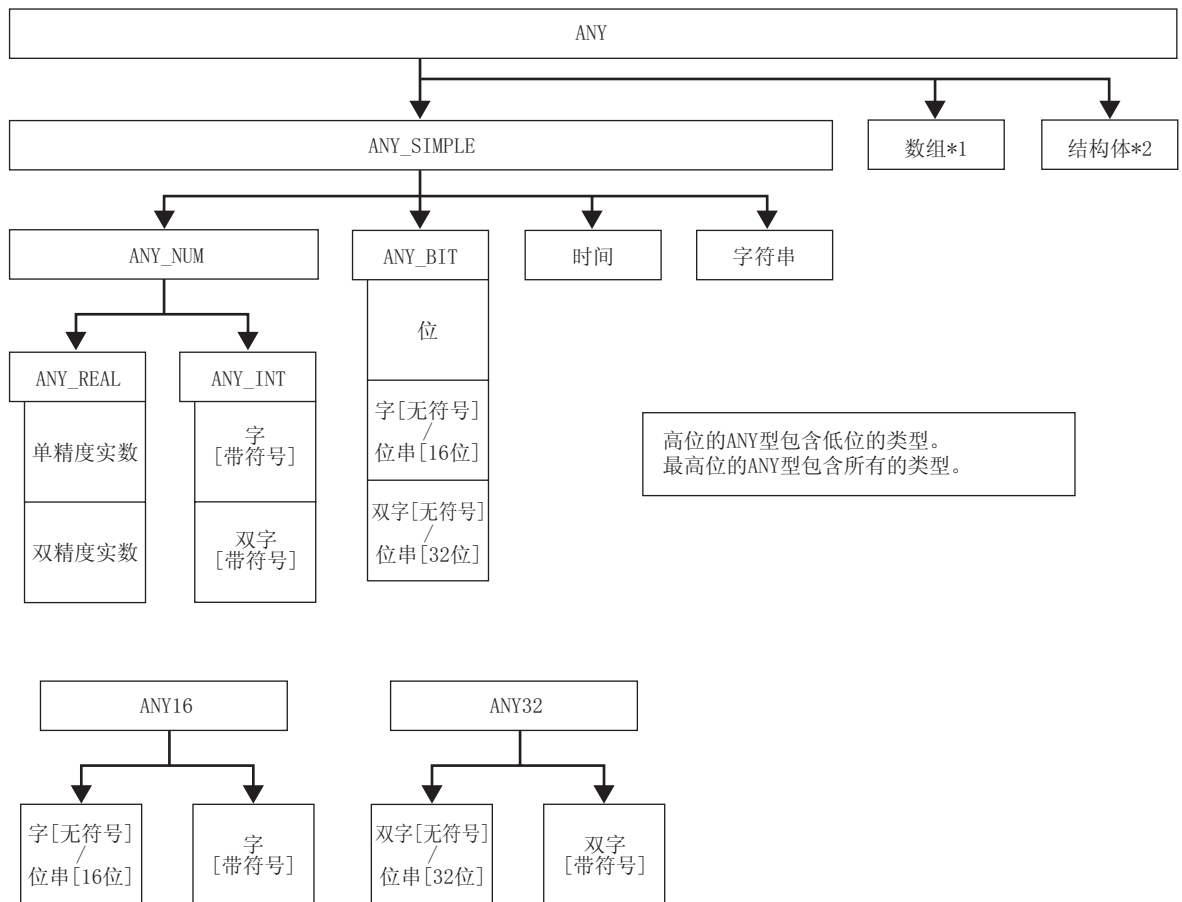 ANY
ANY_SIMPLE
数组*1
结构体*2
ANY_NUM
ANY_BIT
时间
字符串
位
ANY_REAL
ANY_INT
单精度实数
字
[带符号]
字[无符号]
/
位串[16位]
高位的ANY型包含低位的类型。
最高位的ANY型包含所有的类型。
双精度实数
双字
[带符号]
双字[无符号]
/
位串[32位]
ANY16
ANY32
字[无符号]
/
位串[16位]
字
[带符号]
双字[无符号]
/
位串[32位]
双字
[带符号]